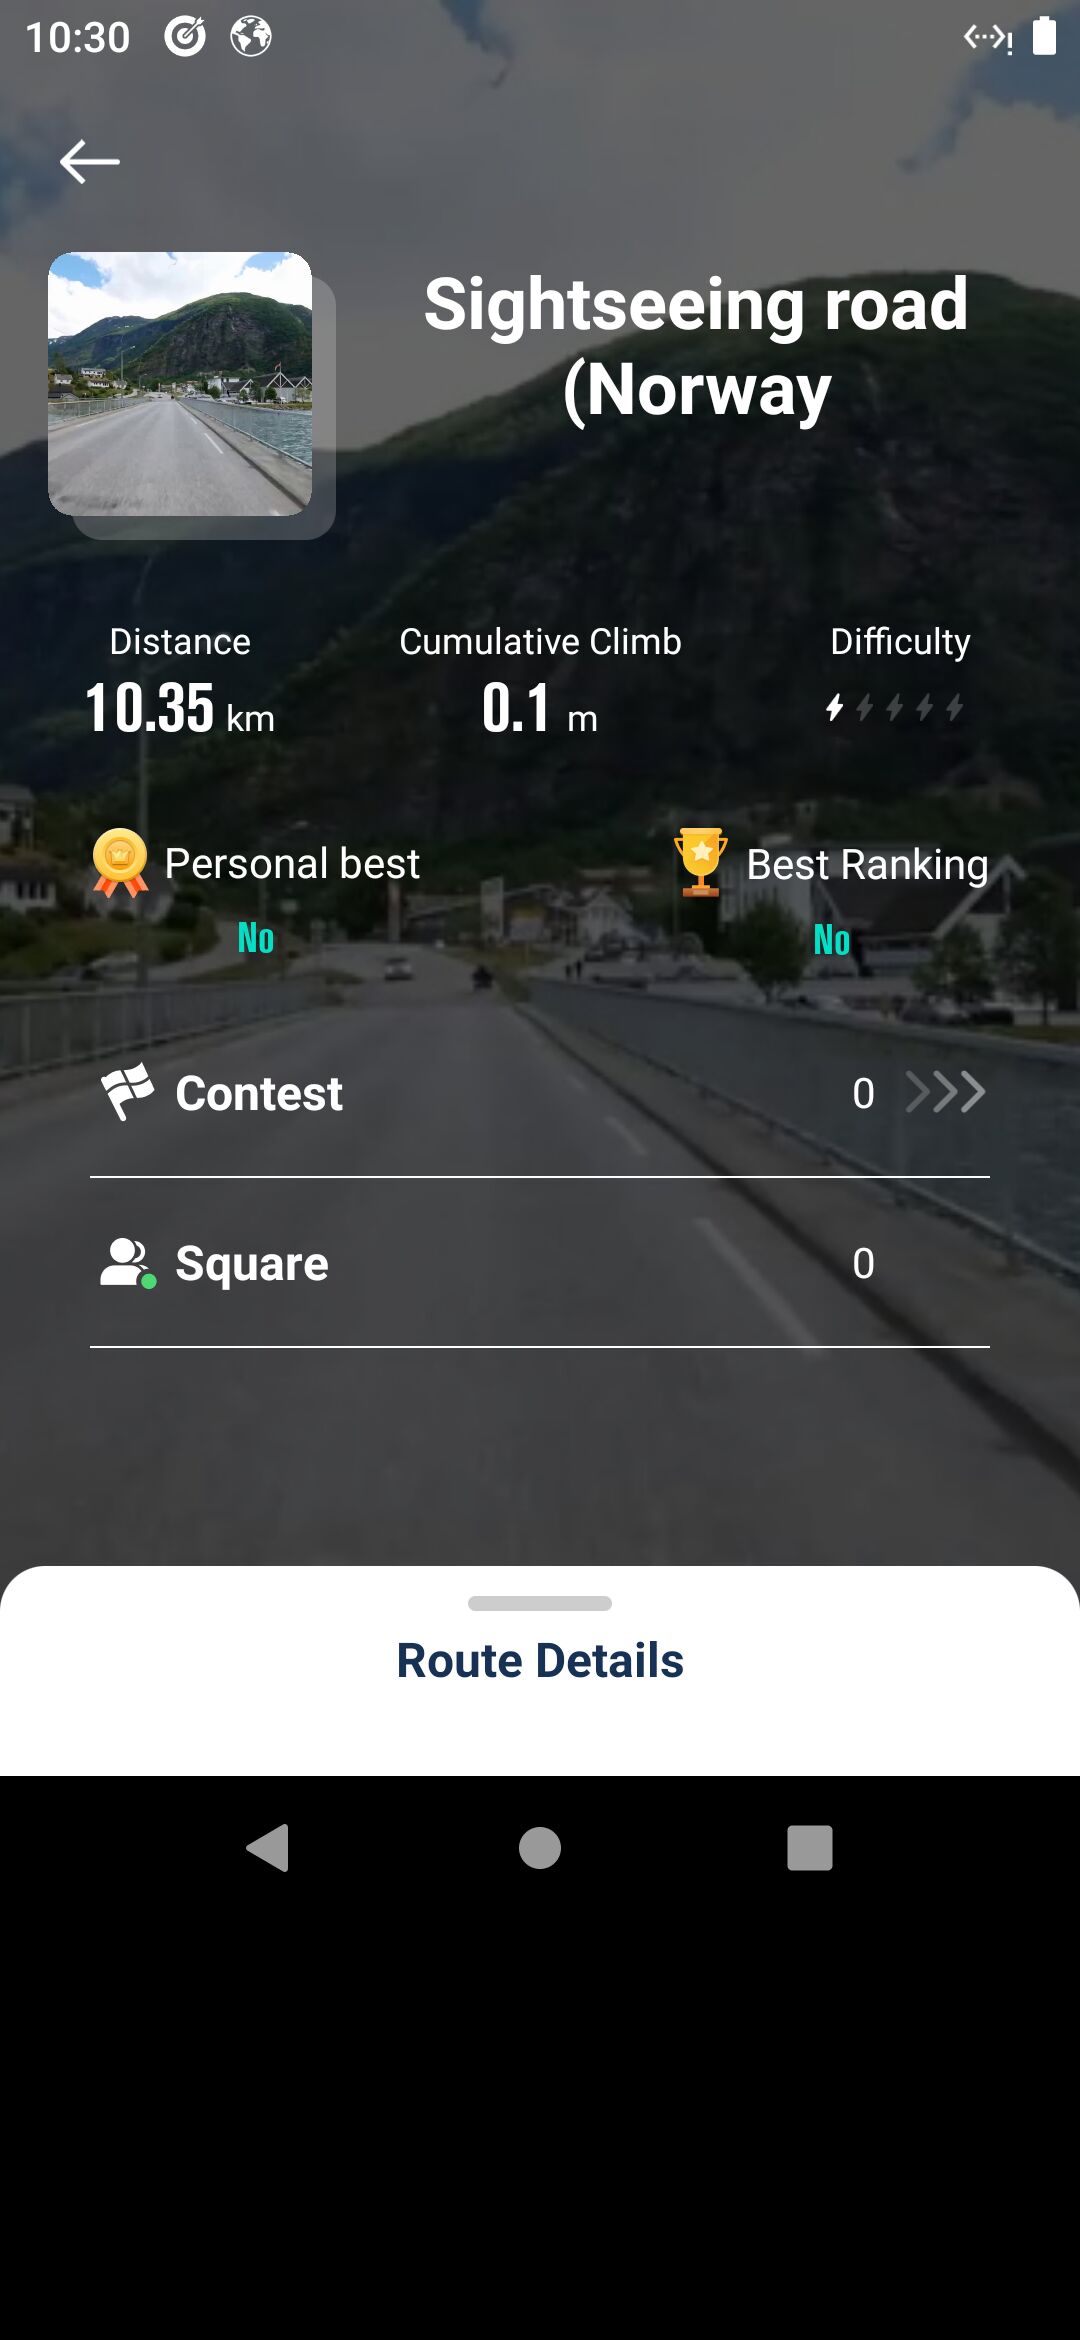 10:30
Sightseeing road
(Norway
Distance
Cumulative Climb
Difficulty
10.35 km
0.1 m
Personal best
Best Ranking
No
No
Contest
0
Square
0
Route Details